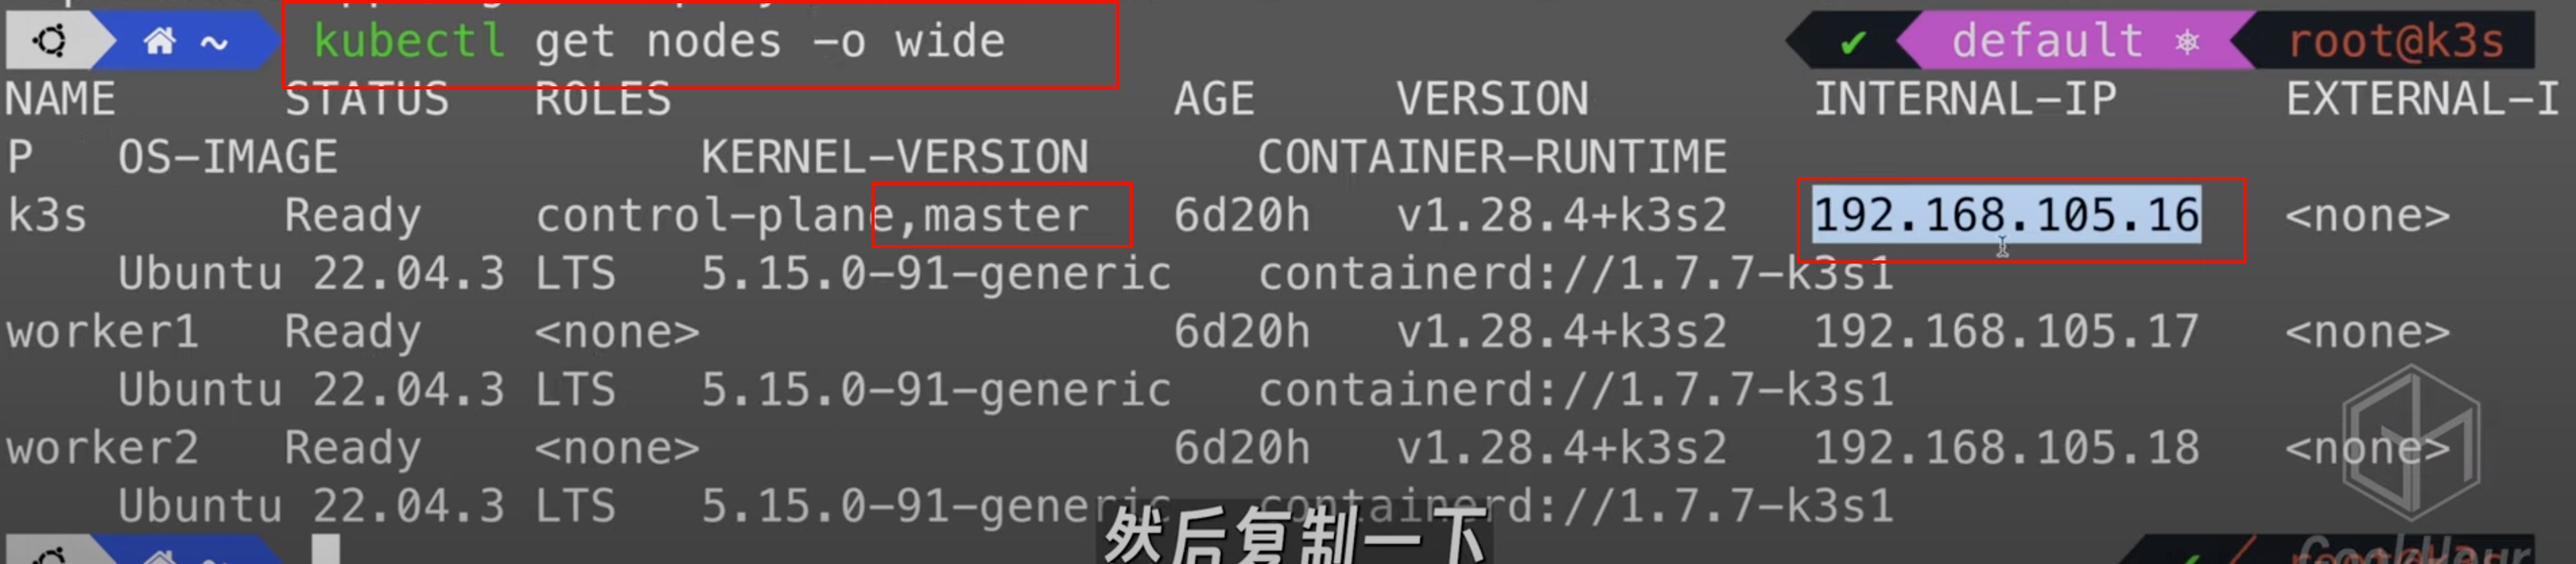 ~ kubectl get nodes -o wide ✔ default ⎈ root@k3s
NAME STATUS ROLES AGE VERSION INTERNAL-IP EXTERNAL-I
P OS-IMAGE KERNEL-VERSION CONTAINER-RUNTIME
k3s Ready control-plane,master 6d20h v1.28.4+k3s2 192.168.105.16 <none>
Ubuntu 22.04.3 LTS 5.15.0-91-generic containerd://1.7.7-k3s1
worker1 Ready <none> 6d20h v1.28.4+k3s2 192.168.105.17 <none>
Ubuntu 22.04.3 LTS 5.15.0-91-generic containerd://1.7.7-k3s1
worker2 Ready <none> 6d20h v1.28.4+k3s2 192.168.105.18 <none>
Ubuntu 22.04.3 LTS 5.15.0-91-generic containerd://1.7.7-k3s1
然后复制一下